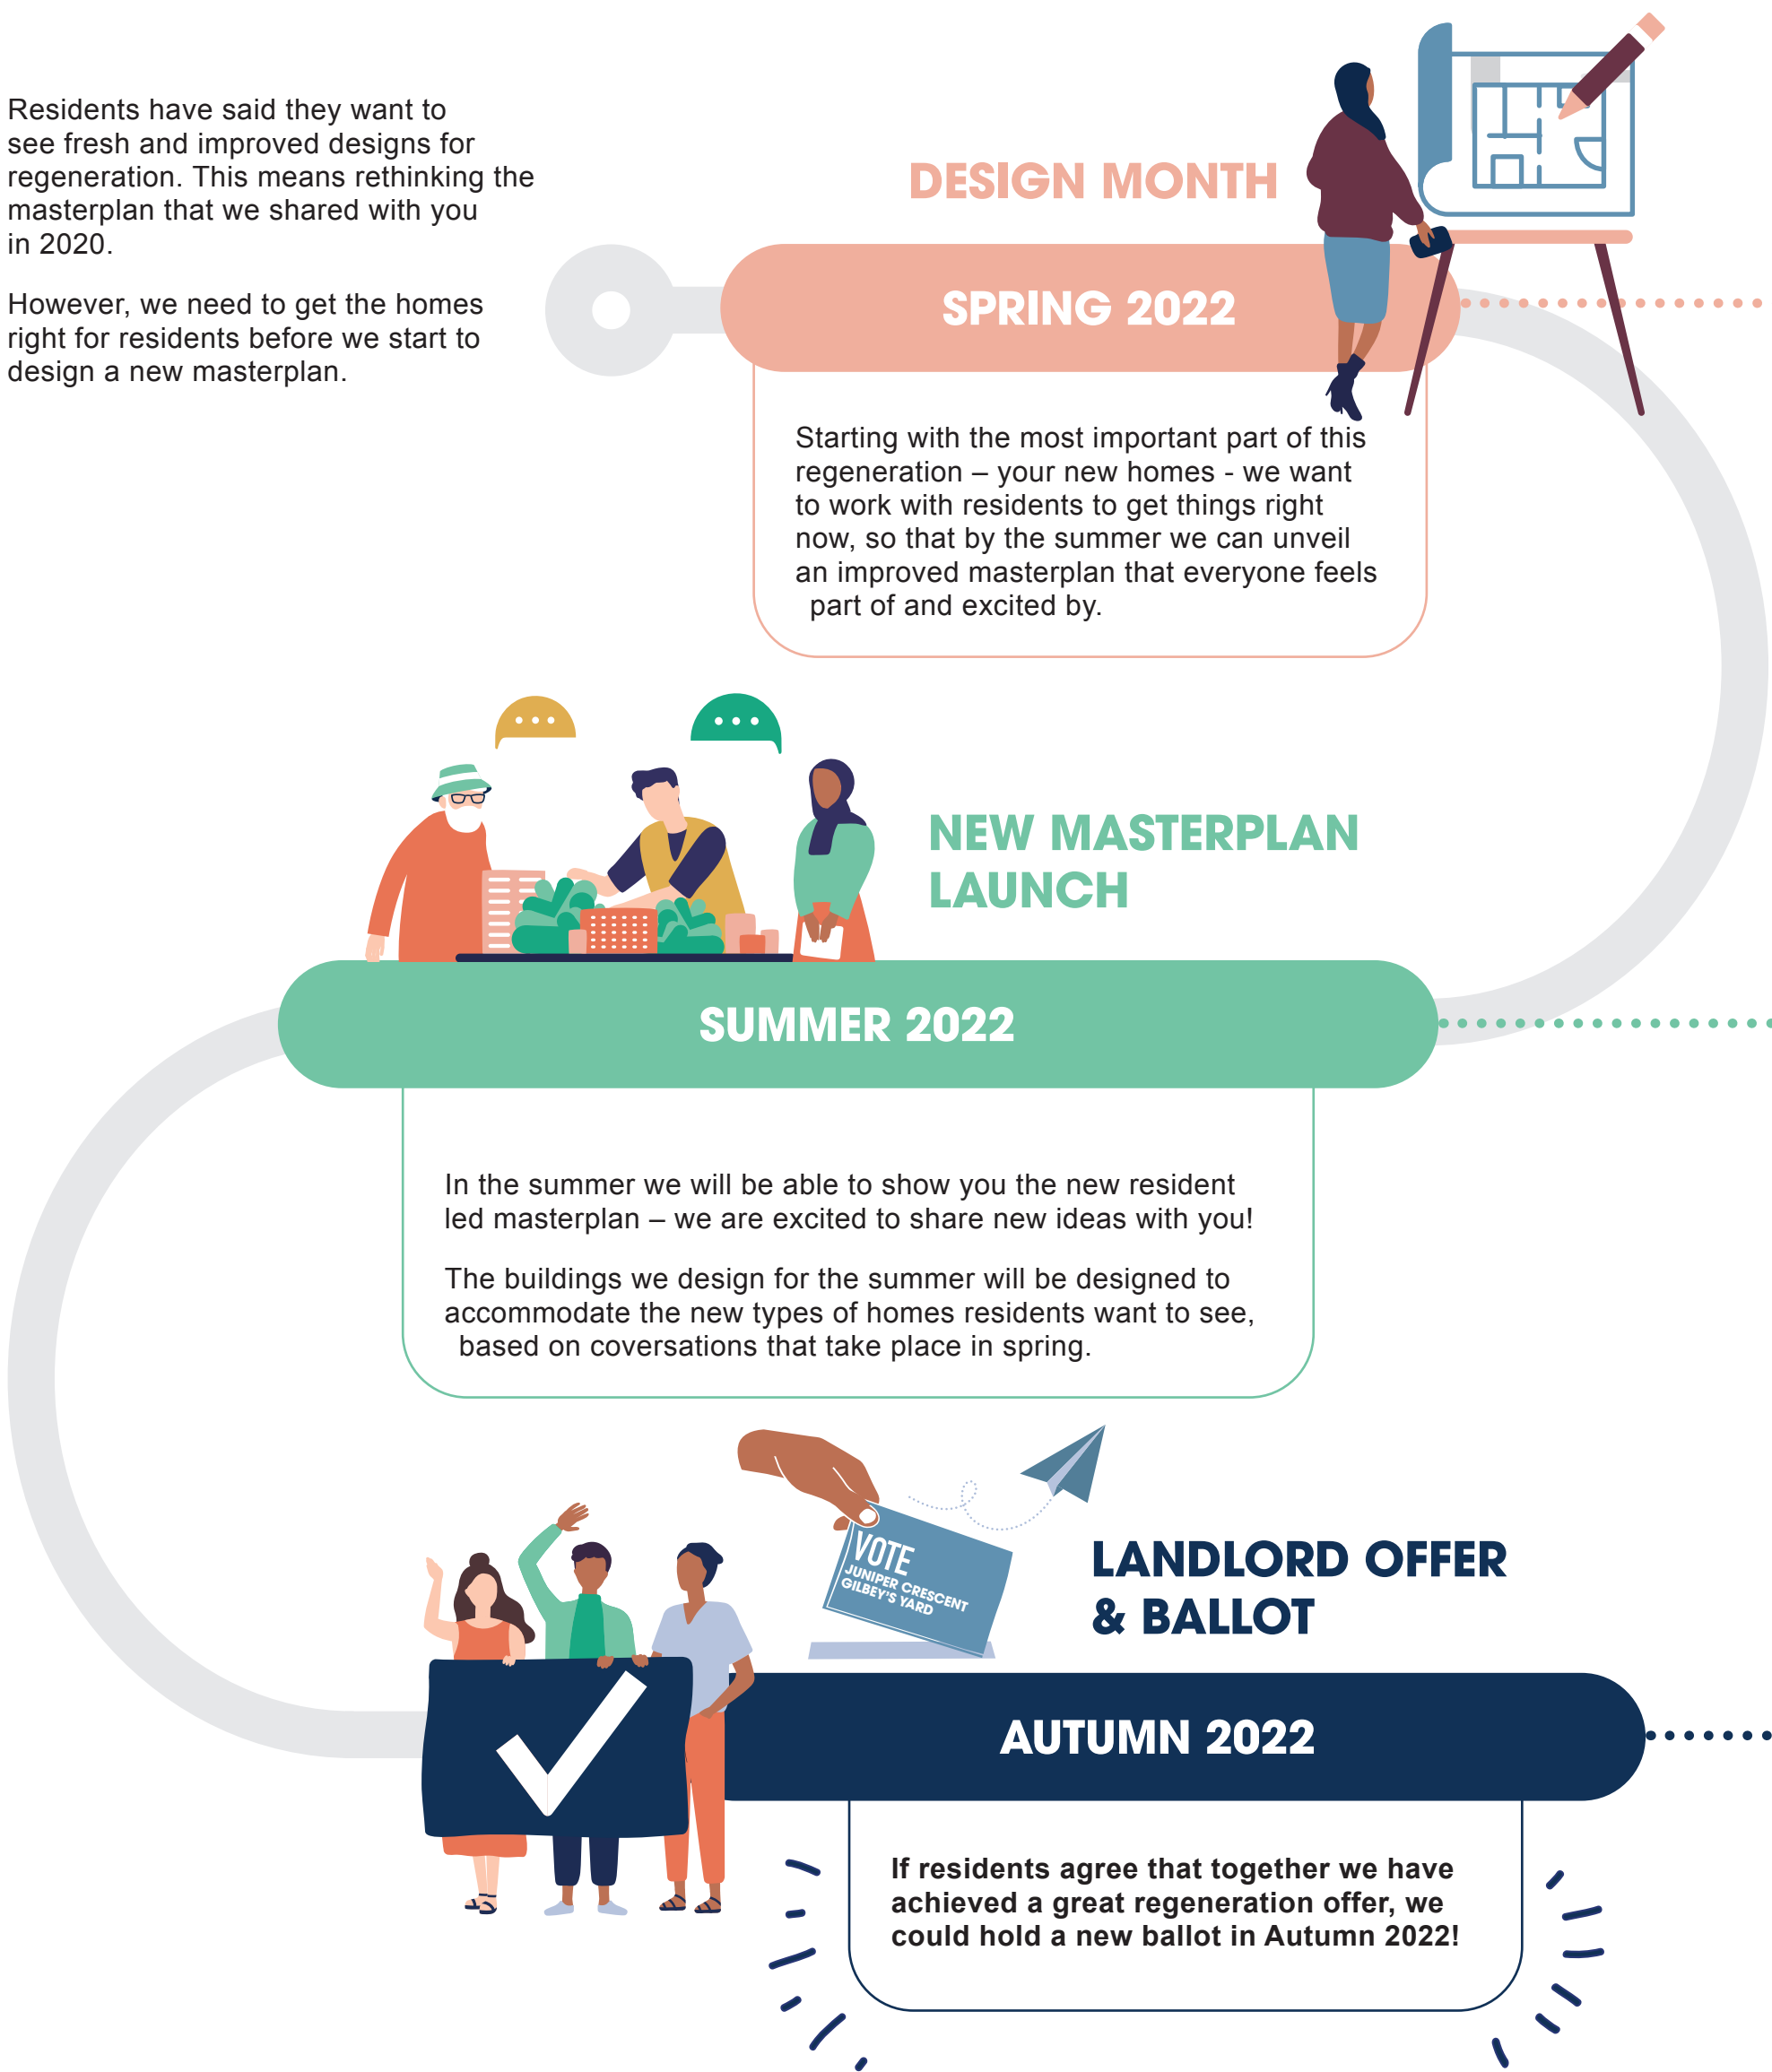 Residents have said they want to
see fresh and improved designs for
regeneration. This means rethinking the
masterplan that we shared with you
in 2020.
However, we need to get the homes
right for residents before we start to
design a new masterplan.
DESIGN MONTH
SPRING 2022
Starting with the most important part of this
regeneration – your new homes - we want
to work with residents to get things right
now, so that by the summer we can unveil
an improved masterplan that everyone feels
part of and excited by.
NEW MASTERPLAN
LAUNCH
SUMMER 2022
In the summer we will be able to show you the new resident
led masterplan – we are excited to share new ideas with you!
The buildings we design for the summer will be designed to
accommodate the new types of homes residents want to see,
based on coversations that take place in spring.
VOTE
JUNIPER CRESCENT
GILBEY'S YARD
LANDLORD OFFER
& BALLOT
AUTUMN 2022
If residents agree that together we have
achieved a great regeneration offer, we
could hold a new ballot in Autumn 2022!